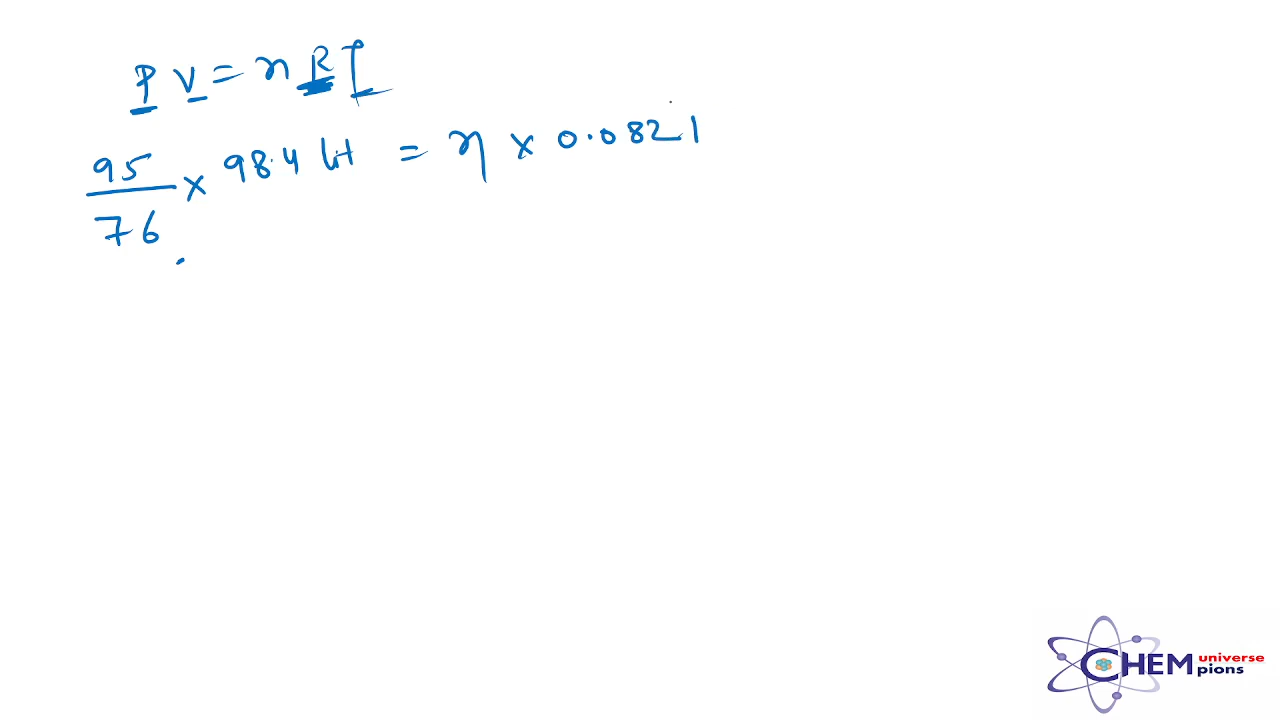 PV = nRT
95/76 × 98.4 lit = n × 0.0821
CHEM universe
pions